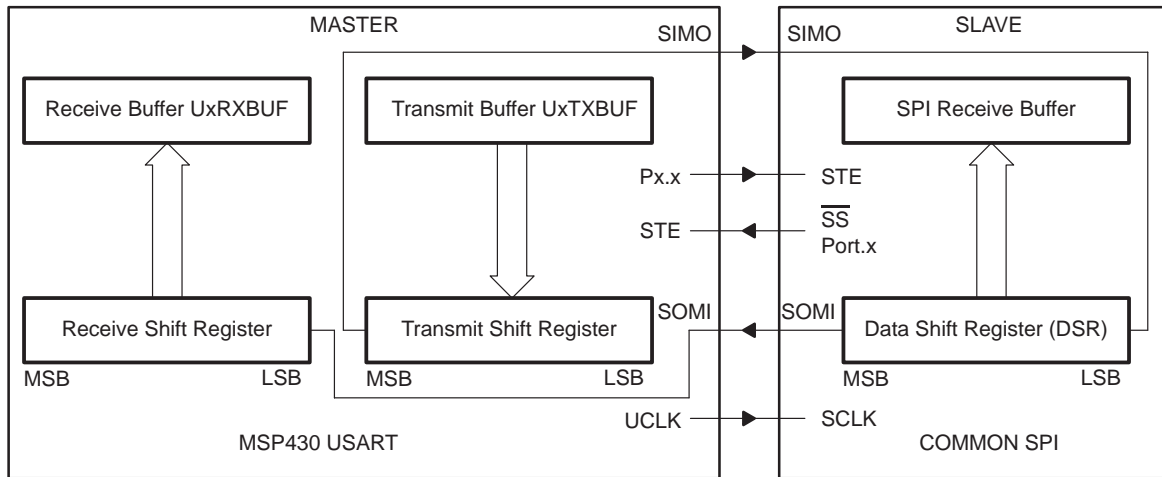 MASTER
SIMO
SIMO
SLAVE
Receive Buffer UxRXBUF
Transmit Buffer UxTXBUF
SPI Receive Buffer
Px.x
STE
STE
SS
Port.x
SOMI
SOMI
Receive Shift Register
Transmit Shift Register
Data Shift Register (DSR)
MSB
LSB
MSB
LSB
MSB
LSB
UCLK
SCLK
MSP430 USART
COMMON SPI